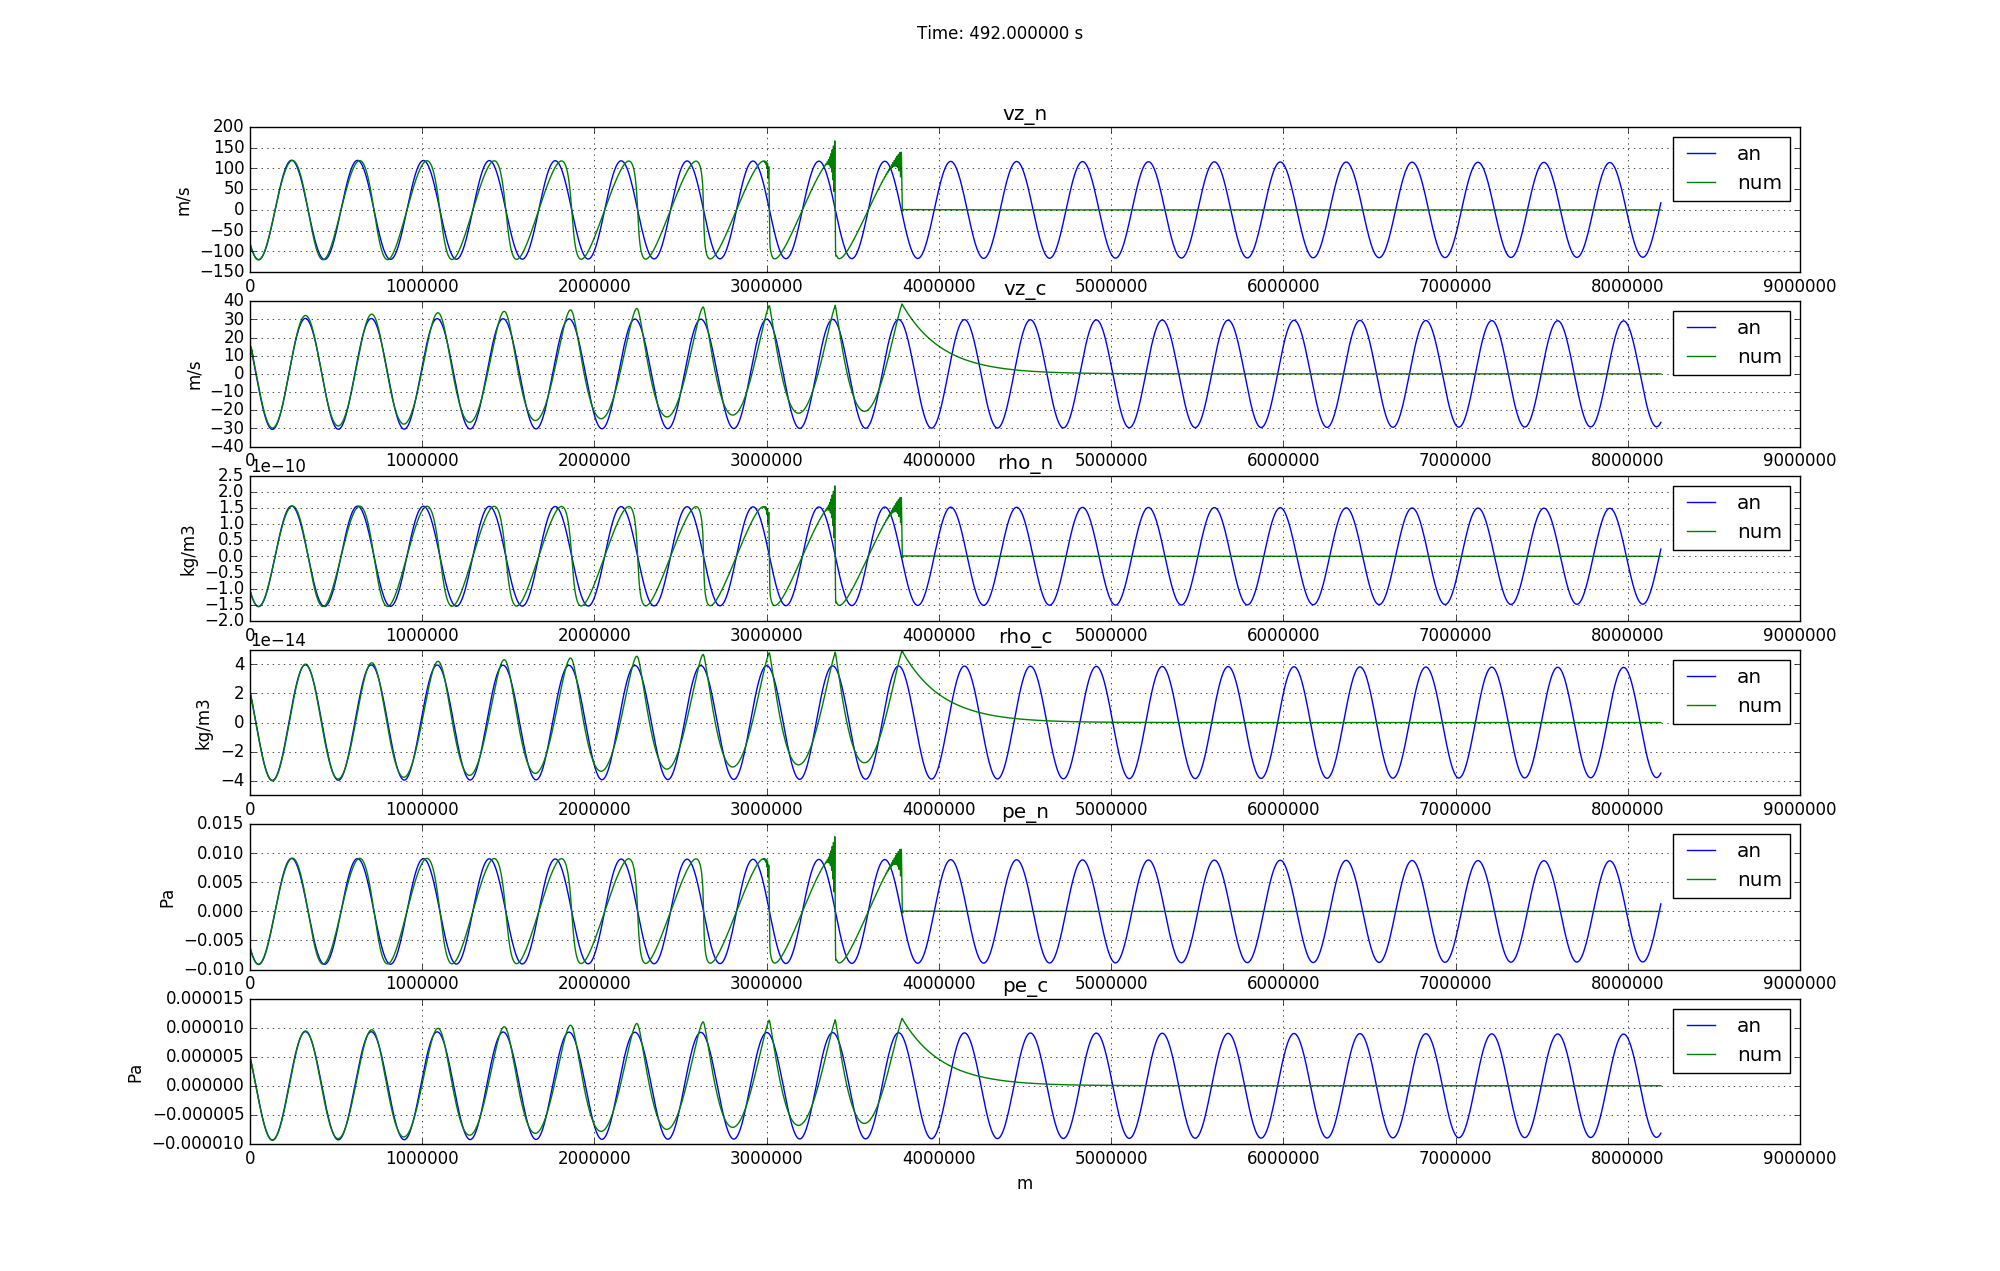 Time: 492.000000 s
vz_n
200
150
100
50
0
−50
−100
−150
m/s
an
num
0 1000000 2000000 3000000 4000000 5000000 6000000 7000000 8000000 9000000
vz_c
40
30
20
10
0
−10
−20
−30
−40
m/s
an
num
0 1000000 2000000 3000000 4000000 5000000 6000000 7000000 8000000 9000000
1e−10
rho_n
2.5
2.0
1.5
1.0
0.5
0.0
−0.5
−1.0
−1.5
−2.0
kg/m3
an
num
0 1000000 2000000 3000000 4000000 5000000 6000000 7000000 8000000 9000000
1e−14
rho_c
4
2
0
−2
−4
kg/m3
an
num
0 1000000 2000000 3000000 4000000 5000000 6000000 7000000 8000000 9000000
pe_n
0.015
0.010
0.005
0.000
−0.005
−0.010
Pa
an
num
0 1000000 2000000 3000000 4000000 5000000 6000000 7000000 8000000 9000000
pe_c
0.000015
0.000010
0.000005
0.000000
−0.000005
−0.000010
Pa
an
num
0 1000000 2000000 3000000 4000000 5000000 6000000 7000000 8000000 9000000
m